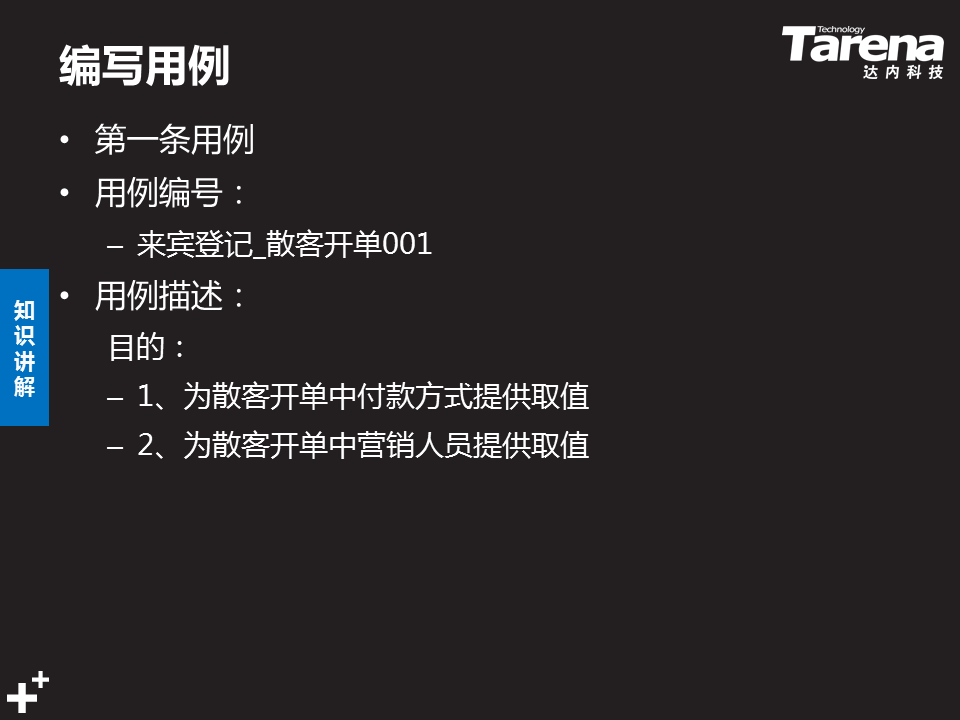 编写用例
Technology
Tarena
达内科技
• 第一条用例
• 用例编号：
– 来宾登记_散客开单001
• 用例描述：
目的：
– 1、为散客开单中付款方式提供取值
– 2、为散客开单中营销人员提供取值
知
识
讲
解